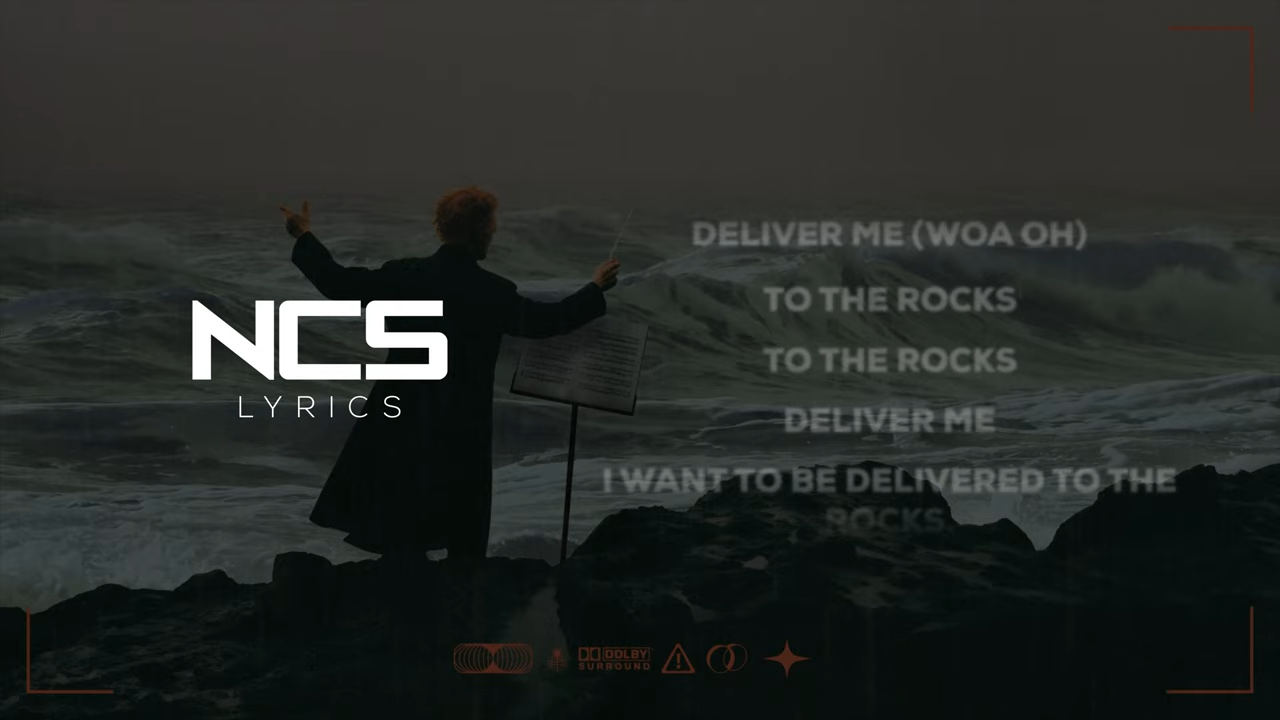 DELIVER ME (WOA OH)
TO THE ROCKS
TO THE ROCKS
DELIVER ME
I WANT TO BE DELIVERED TO THE
ROCKS
NCS
LYRICS
DOLBY
SURROUND